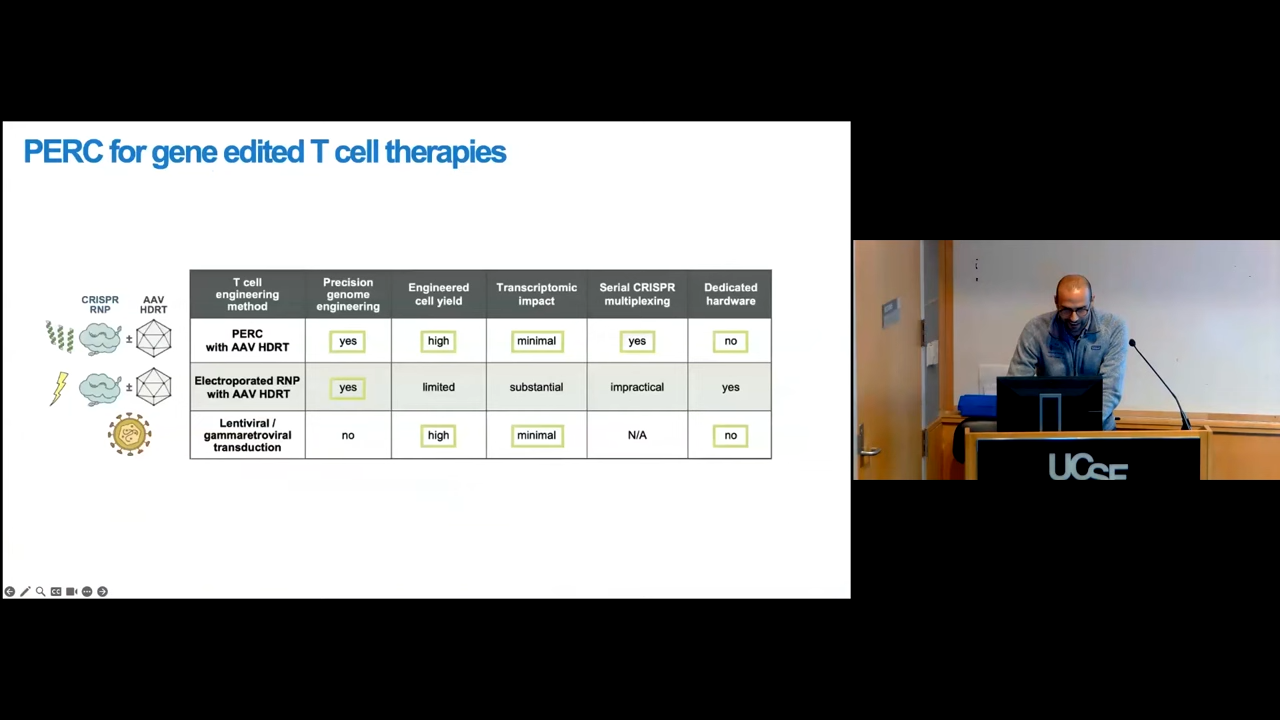 PERC for gene edited T cell therapies
CRISPR
RNP
AAV
HDRT
T cell
engineering
method
Precision
genome
engineering
Engineered
cell yield
Transcriptomic
impact
Serial CRISPR
multiplexing
Dedicated
hardware
PERC
with AAV HDRT
yes
high
minimal
yes
no
±
Electroporated RNP
with AAV HDRT
yes
limited
substantial
impractical
yes
±
Lentiviral /
gammaretroviral
transduction
no
high
minimal
N/A
no
UCSF